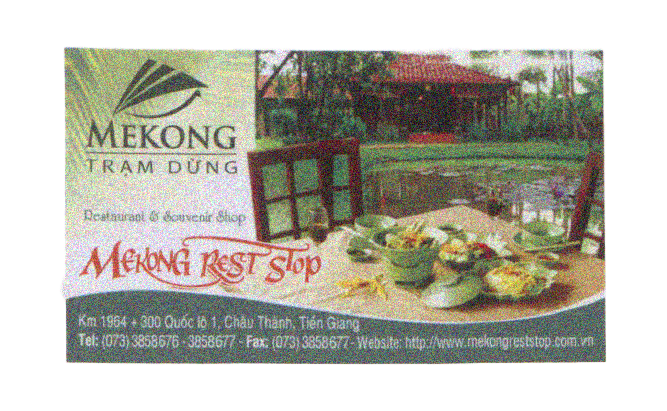 MEKONG
TRẠM DỪNG
Restaurant & Souvenir Shop
MEKONG REST STOP
Km 1964 + 300 Quốc lộ 1, Châu Thành, Tiền Giang
Tel: (073) 3858676 - 3858677 - Fax: (073) 3858677 - Website: http://www.mekongreststop.com.vn